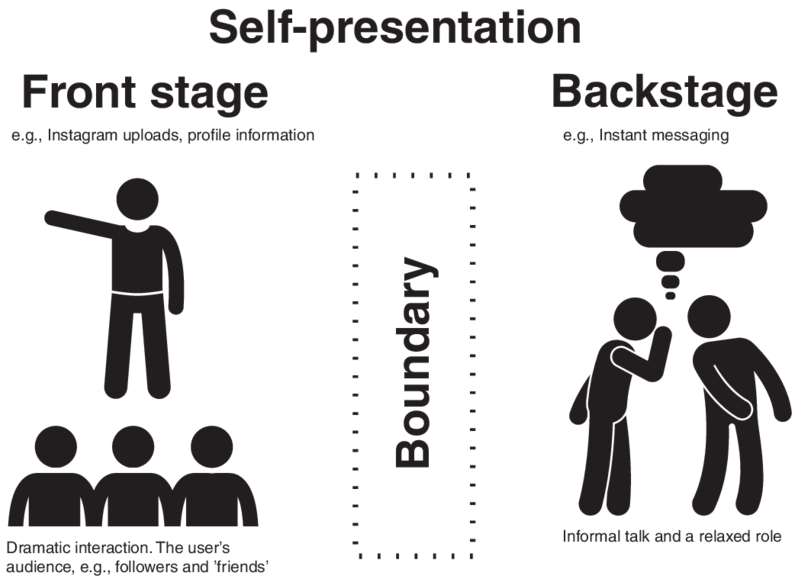 Self-presentation
Front stage
e.g., Instagram uploads, profile information
Backstage
e.g., Instant messaging
Boundary
Dramatic interaction. The user's
audience, e.g., followers and 'friends'
Informal talk and a relaxed role